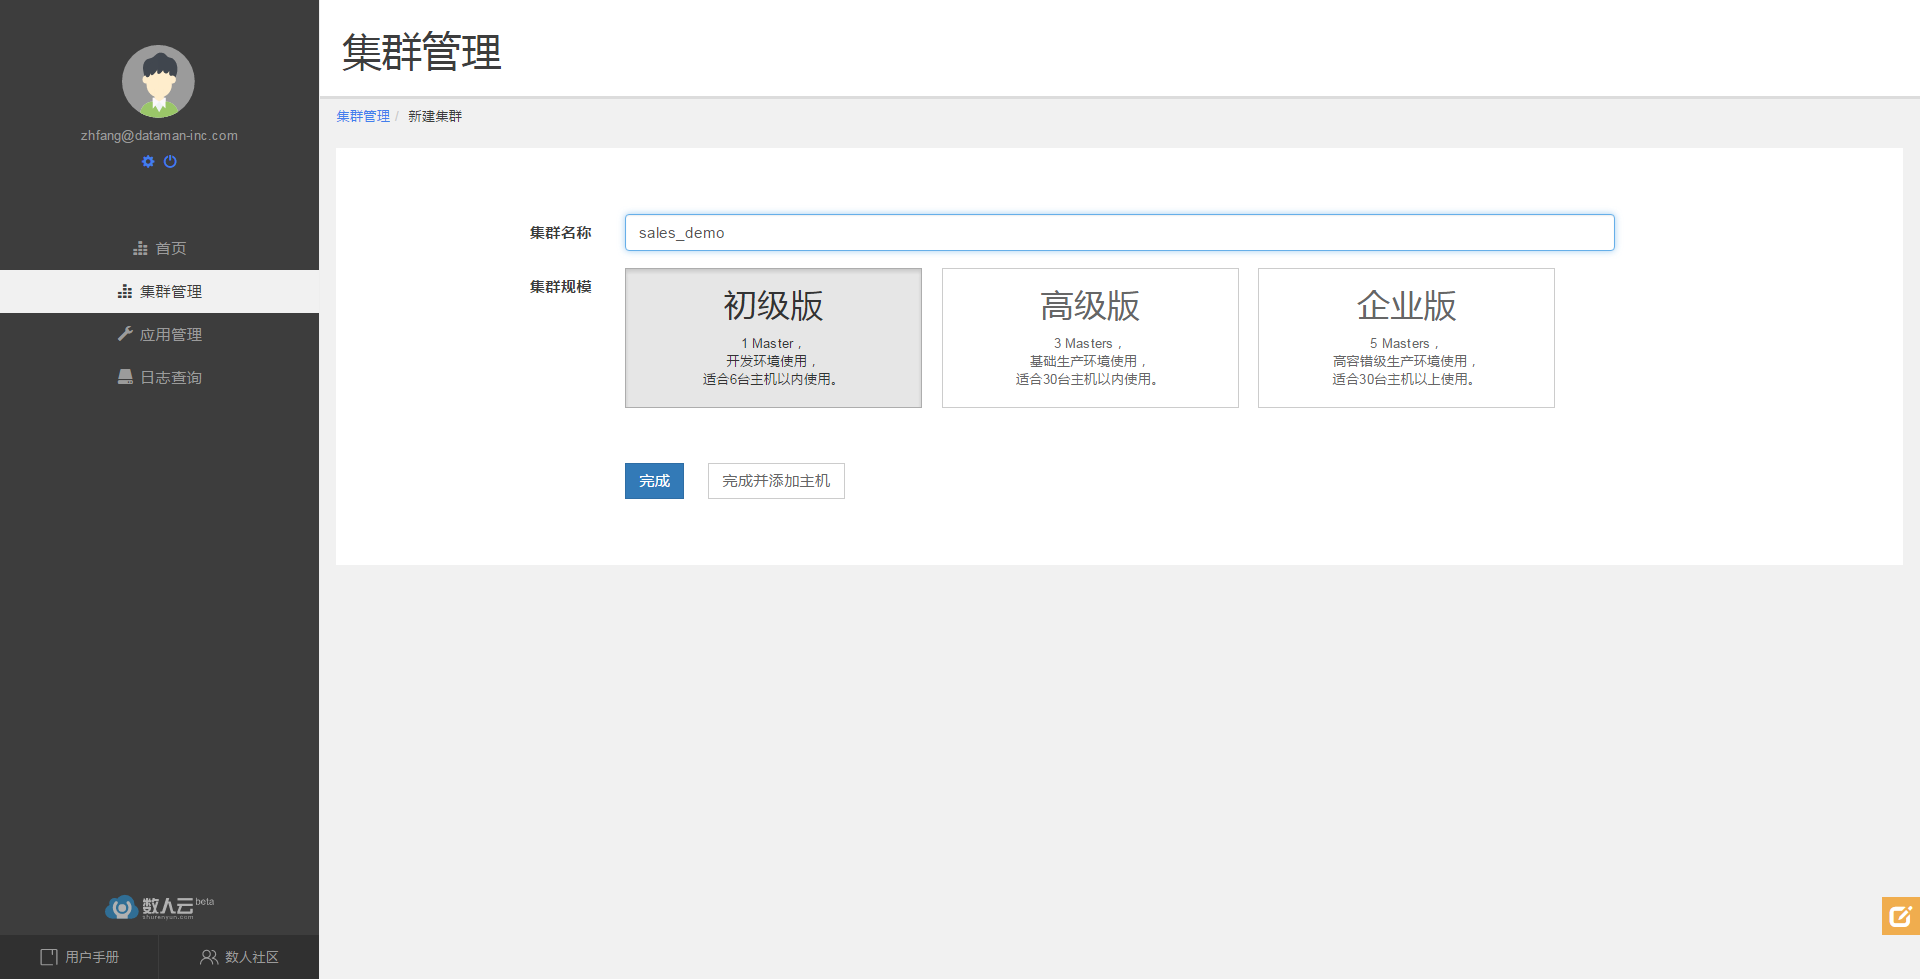 zhfang@dataman-inc.com
首页
集群管理
应用管理
日志查询
数人云beta
shurenyun.com
用户手册
数人社区
集群管理
集群管理 / 新建集群
集群名称
sales_demo
集群规模
初级版
1 Master，
开发环境使用，
适合6台主机以内使用。
高级版
3 Masters，
基础生产环境使用，
适合30台主机以内使用。
企业版
5 Masters，
高容错级生产环境使用，
适合30台主机以上使用。
完成
完成并添加主机